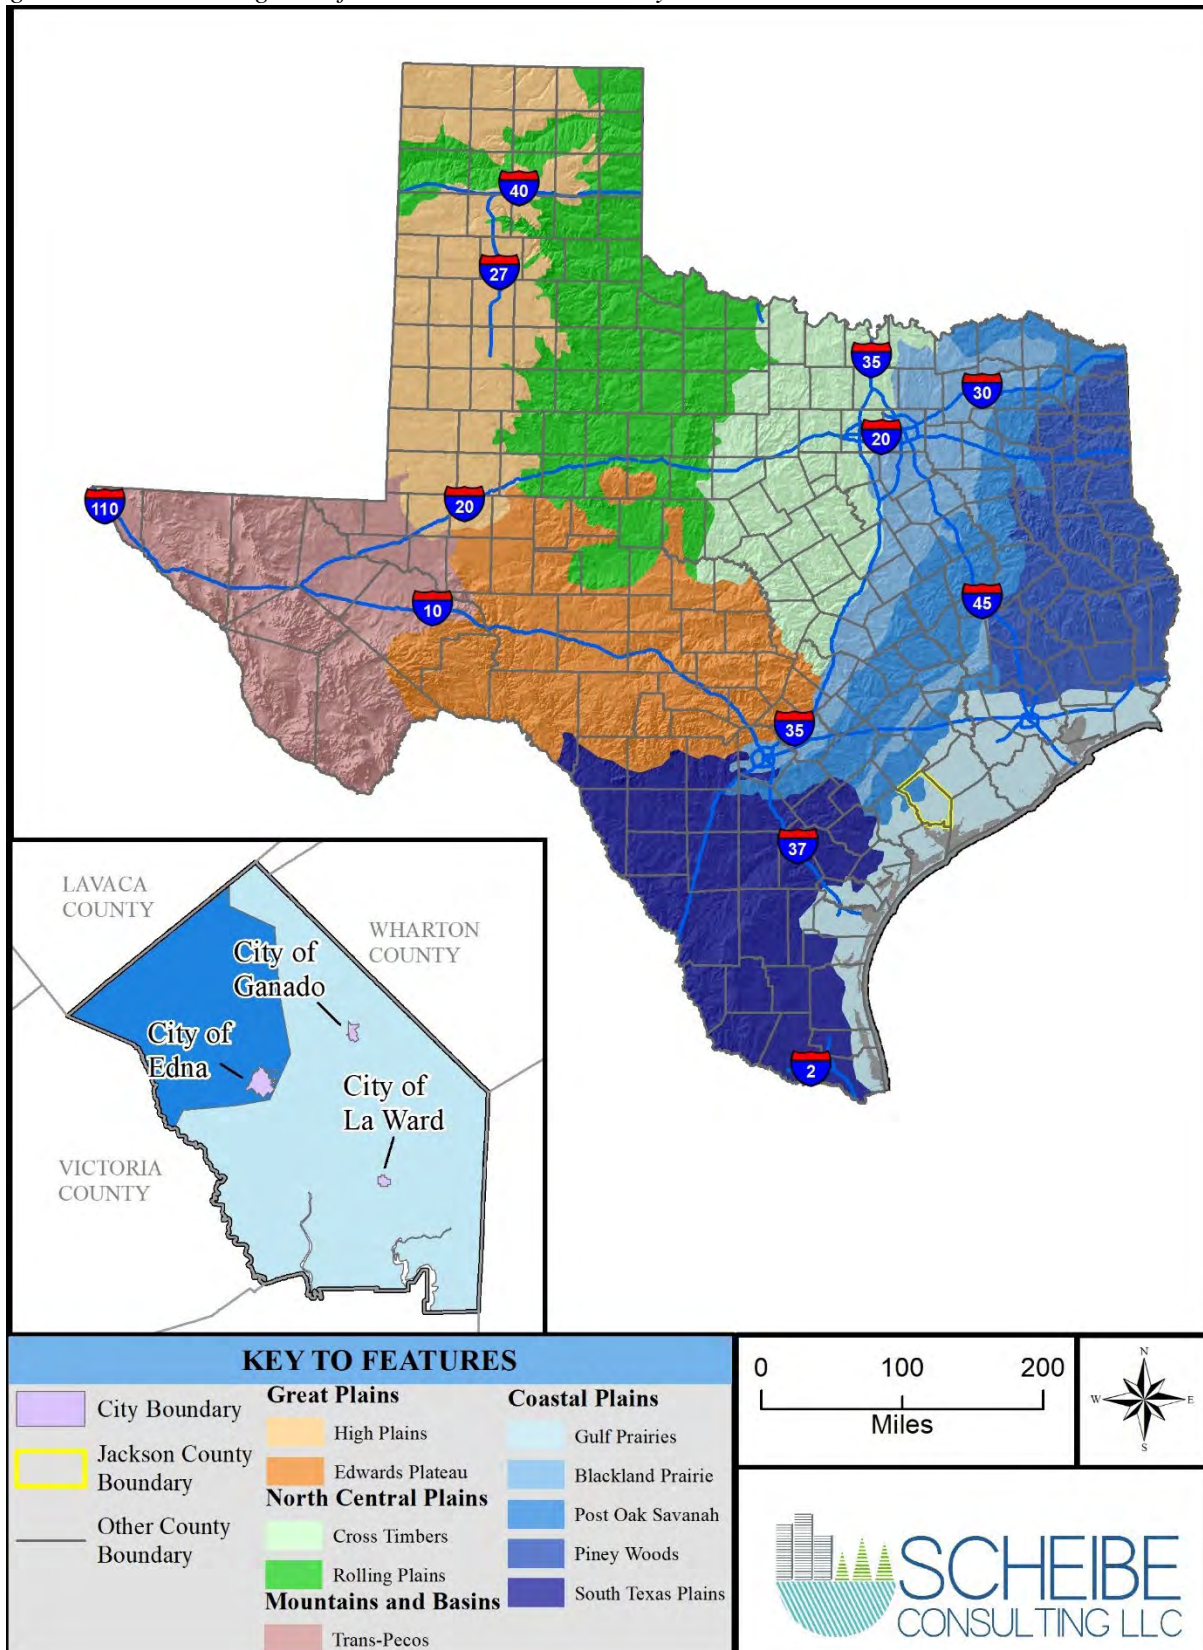 40
27
35
30
20
110
20
10
45
35
37
2
LAVACA
COUNTY
WHARTON
COUNTY
City of
Ganado
City of
Edna
City of
La Ward
VICTORIA
COUNTY
KEY TO FEATURES
City Boundary
Jackson County
Boundary
Other County
Boundary
Great Plains
High Plains
Edwards Plateau
North Central Plains
Cross Timbers
Rolling Plains
Mountains and Basins
Trans-Pecos
Coastal Plains
Gulf Prairies
Blackland Prairie
Post Oak Savanah
Piney Woods
South Texas Plains
0 100 200
Miles
N
W E
S
SCHEIBE
CONSULTING LLC